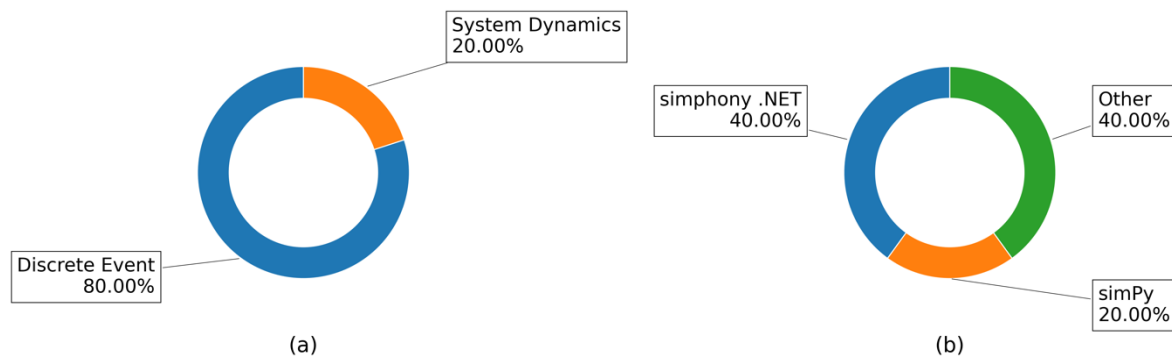 System Dynamics
20.00%
Discrete Event
80.00%
(a)
simphony .NET
40.00%
Other
40.00%
simPy
20.00%
(b)